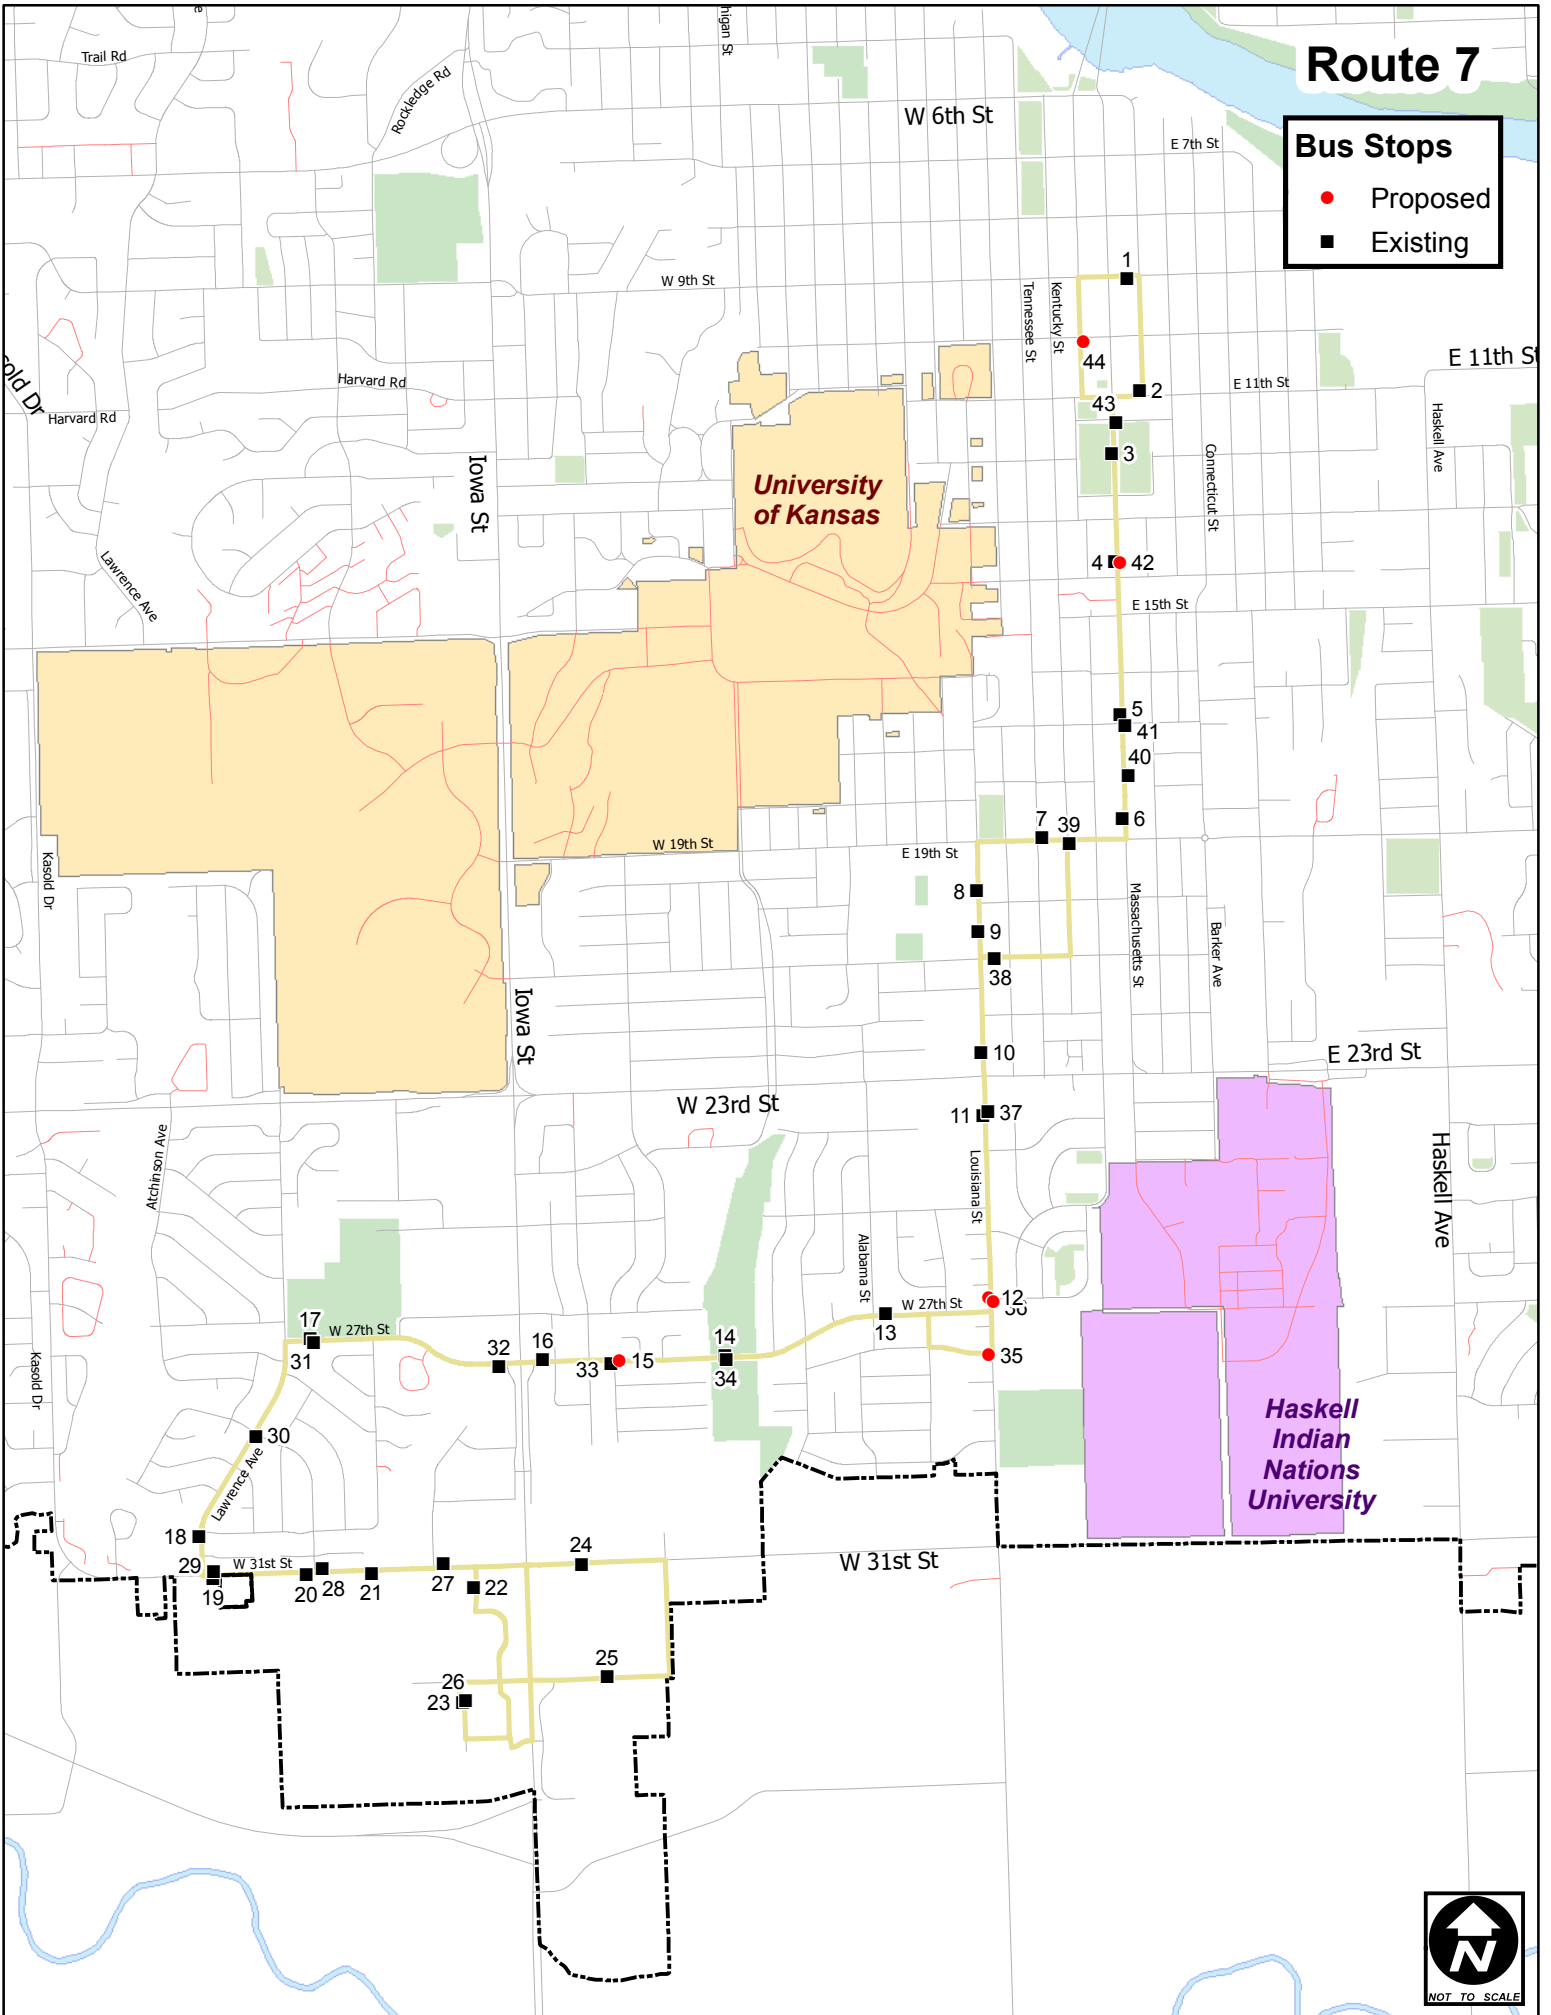 Route 7
Bus Stops
Proposed
Existing
Trail Rd
Rockledge Rd
higan St
W 6th St
E 7th St
W 9th St
1
Tennessee St
Kentucky St
44
E 11th St
E 11th St
2
43
3
sold Dr
Harvard Rd
Harvard Rd
Haskell Ave
Connecticut St
Iowa St
University
of Kansas
4
42
Lawrence Ave
E 15th St
5
41
40
6
7
39
W 19th St
E 19th St
Kasold Dr
8
9
38
Massachusetts St
Barker Ave
Iowa St
10
E 23rd St
W 23rd St
11
37
Atchinson Ave
Louisiana St
Haskell Ave
Alabama St
12
36
W 27th St
13
17
W 27th St
31
32
16
33
15
14
34
35
Kasold Dr
30
Lawrence Ave
Haskell
Indian
Nations
University
18
29
W 31st St
19
20
28
21
27
22
24
W 31st St
25
26
23
N
NOT TO SCALE